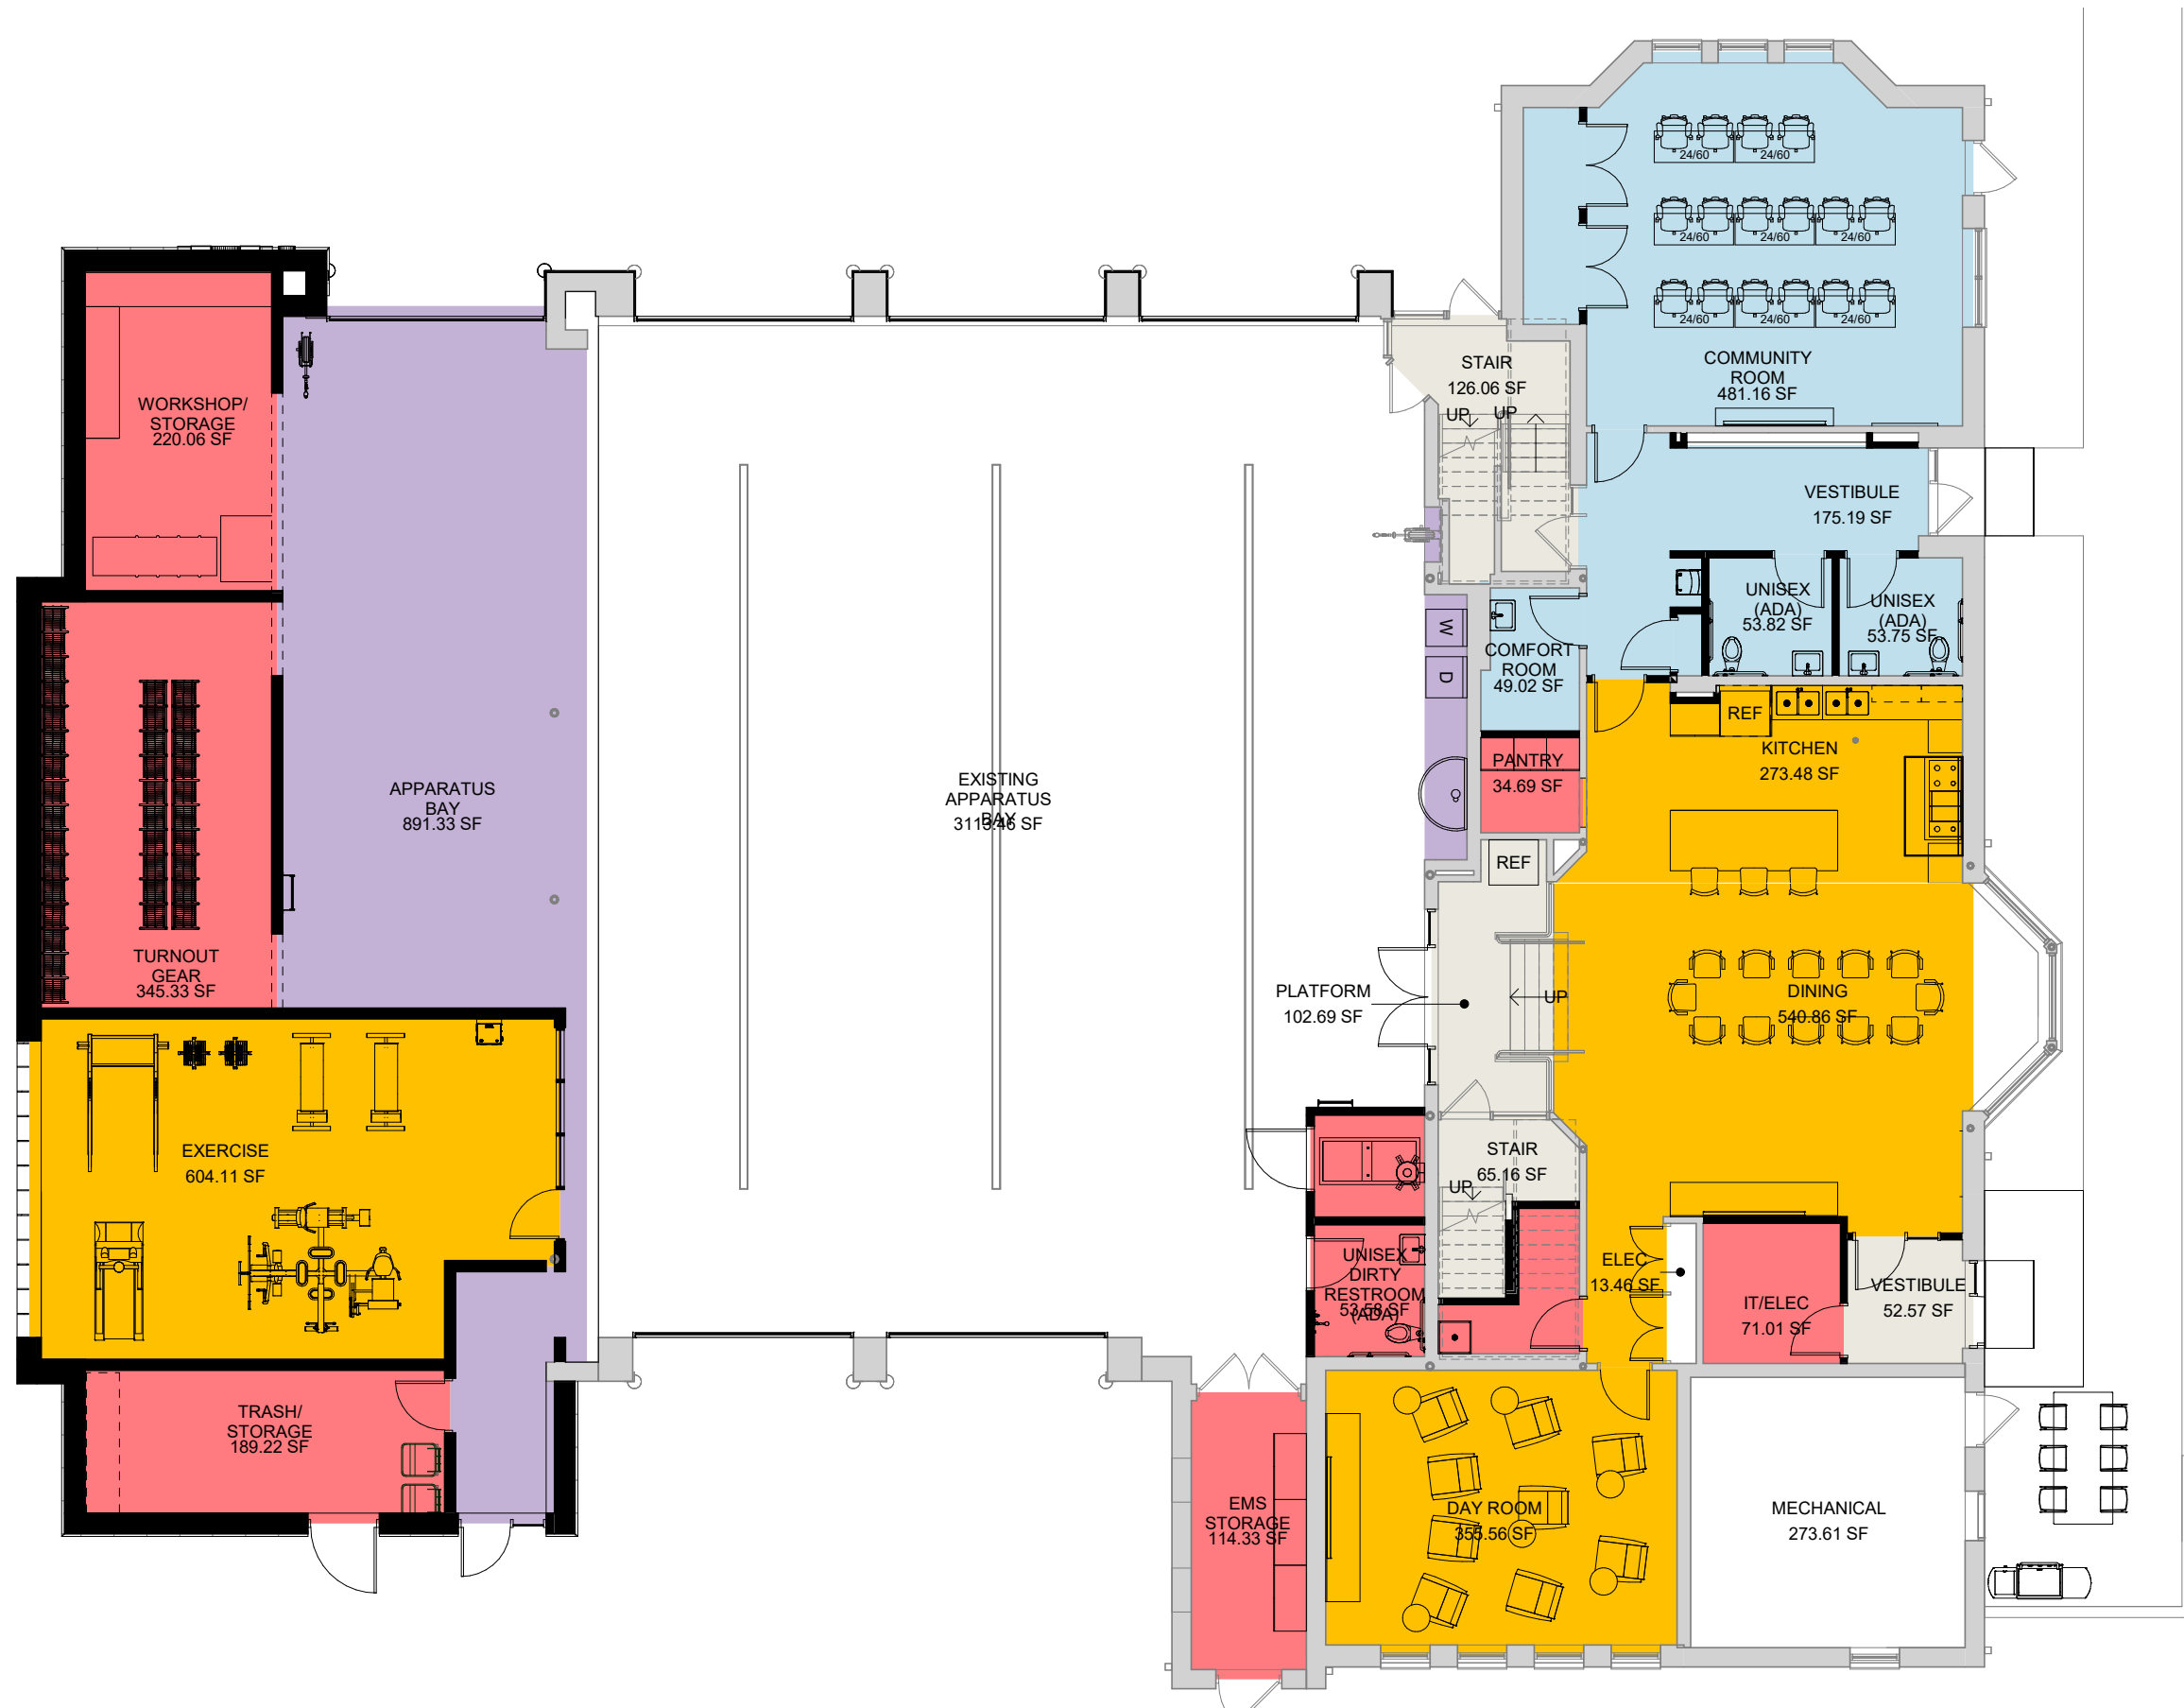 24/60
24/60
24/60
24/60
24/60
24/60
24/60
24/60
COMMUNITY
ROOM
481.16 SF
STAIR
126.06 SF
UP
UP
WORKSHOP/
STORAGE
220.06 SF
VESTIBULE
175.19 SF
UNISEX
(ADA)
53.82 SF
UNISEX
(ADA)
53.75 SF
W
D
COMFORT
ROOM
49.02 SF
REF
KITCHEN
273.48 SF
PANTRY
34.69 SF
APPARATUS
BAY
891.33 SF
EXISTING
APPARATUS
BAY
3113.46 SF
REF
TURNOUT
GEAR
345.33 SF
PLATFORM
102.69 SF
UP
DINING
540.86 SF
EXERCISE
604.11 SF
STAIR
65.16 SF
UP
UNISEX
DIRTY
RESTROOM
(ADA)
53.58 SF
ELEC
13.46 SF
IT/ELEC
71.01 SF
VESTIBULE
52.57 SF
TRASH/
STORAGE
189.22 SF
EMS
STORAGE
114.33 SF
DAY ROOM
355.56 SF
MECHANICAL
273.61 SF